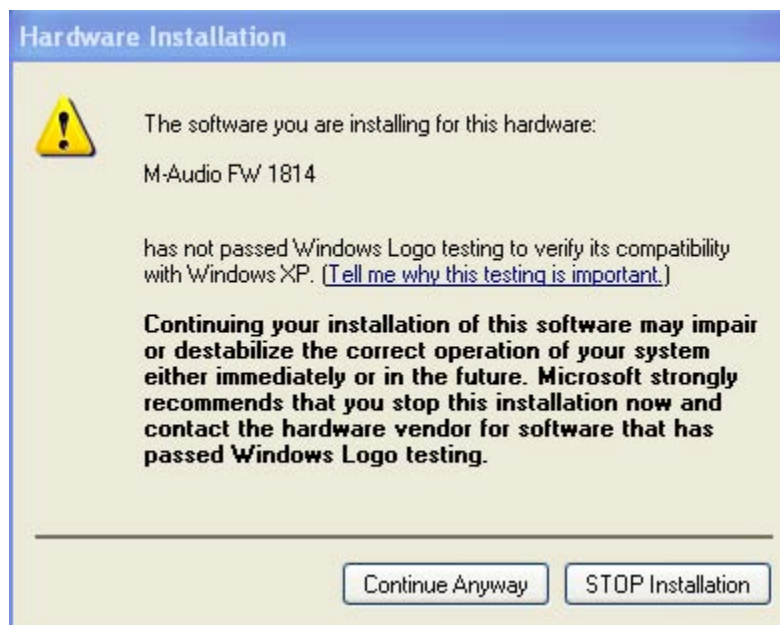 Hardware Installation
The software you are installing for this hardware:
M-Audio FW 1814
has not passed Windows Logo testing to verify its compatibility
with Windows XP. (Tell me why this testing is important.)
Continuing your installation of this software may impair
or destabilize the correct operation of your system
either immediately or in the future. Microsoft strongly
recommends that you stop this installation now and
contact the hardware vendor for software that has
passed Windows Logo testing.
Continue Anyway
STOP Installation